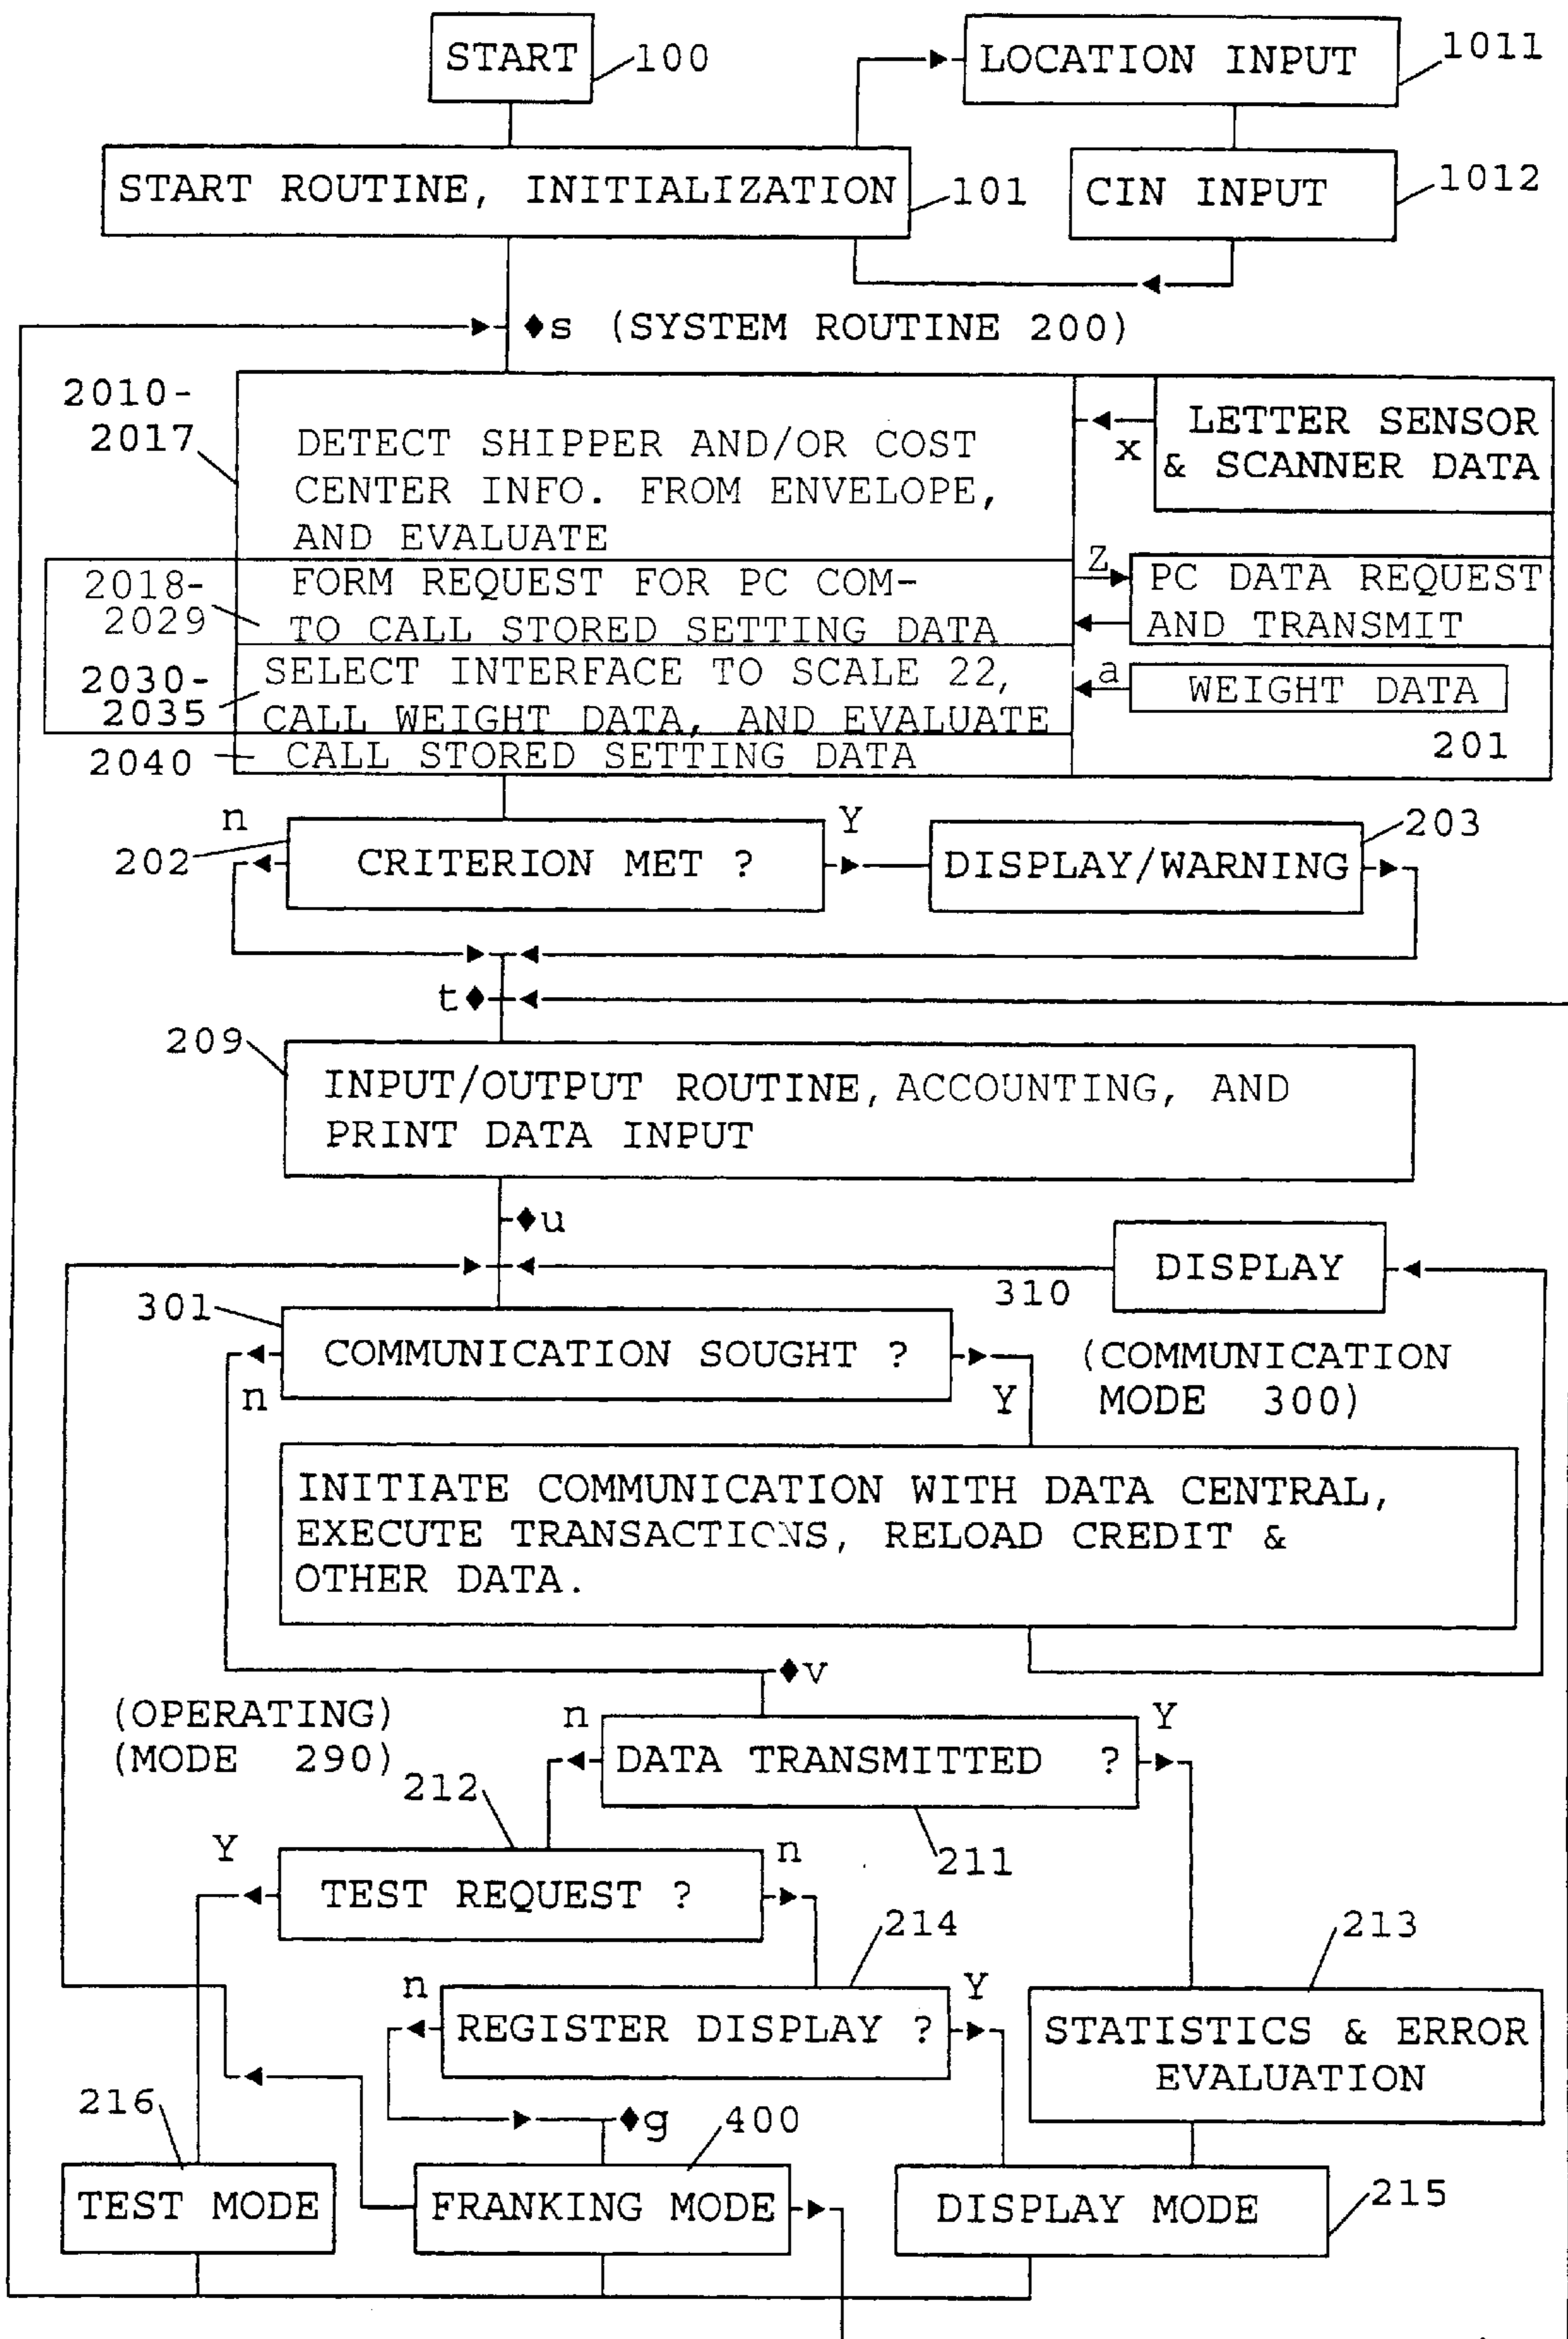 START
100
LOCATION INPUT
1011
START ROUTINE, INITIALIZATION
101
CIN INPUT
1012
♦s (SYSTEM ROUTINE 200)
2010-
2017
DETECT SHIPPER AND/OR COST
CENTER INFO. FROM ENVELOPE,
AND EVALUATE
x
LETTER SENSOR
& SCANNER DATA
2018-
2029
FORM REQUEST FOR PC COM-
TO CALL STORED SETTING DATA
Z
PC DATA REQUEST
AND TRANSMIT
2030-
2035
SELECT INTERFACE TO SCALE 22,
CALL WEIGHT DATA, AND EVALUATE
a
WEIGHT DATA
201
2040
CALL STORED SETTING DATA
n
202
CRITERION MET ?
Y
DISPLAY/WARNING
203
t♦
209
INPUT/OUTPUT ROUTINE, ACCOUNTING, AND
PRINT DATA INPUT
♦u
DISPLAY
310
301
COMMUNICATION SOUGHT ?
n
Y
(COMMUNICATION
MODE 300)
INITIATE COMMUNICATION WITH DATA CENTRAL,
EXECUTE TRANSACTIONS, RELOAD CREDIT &
OTHER DATA.
♦v
(OPERATING)
(MODE 290)
n
DATA TRANSMITTED ?
Y
211
212
Y
TEST REQUEST ?
n
214
213
n
REGISTER DISPLAY ?
Y
STATISTICS & ERROR
EVALUATION
216
♦g
400
TEST MODE
FRANKING MODE
DISPLAY MODE
215